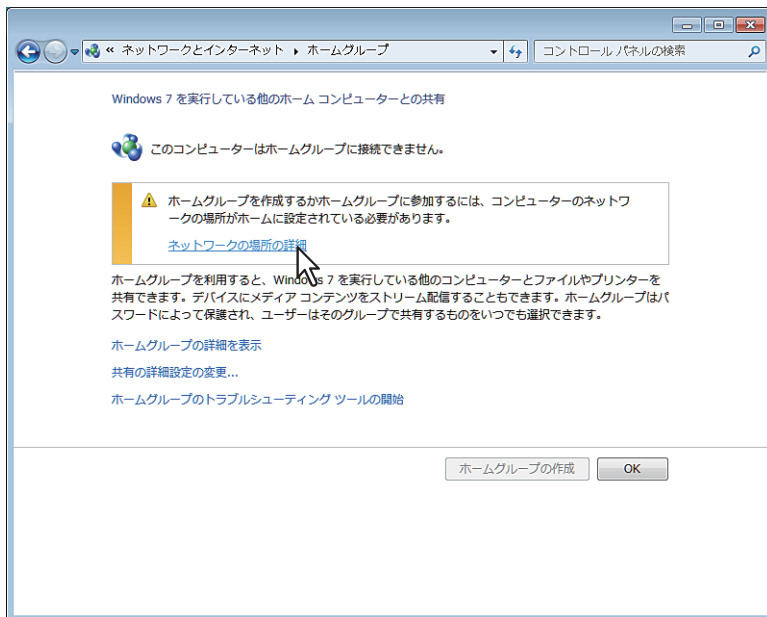 « ネットワークとインターネット ▸ ホームグループ
コントロール パネルの検索
Windows 7 を実行している他のホーム コンピューターとの共有
このコンピューターはホームグループに接続できません。
ホームグループを作成するかホームグループに参加するには、コンピューターのネットワ
ークの場所がホームに設定されている必要があります。
ネットワークの場所の詳細
ホームグループを利用すると、Windows 7 を実行している他のコンピューターとファイルやプリンターを
共有できます。デバイスにメディア コンテンツをストリーム配信することもできます。ホームグループはパ
スワードによって保護され、ユーザーはそのグループで共有するものをいつでも選択できます。
ホームグループの詳細を表示
共有の詳細設定の変更...
ホームグループのトラブルシューティング ツールの開始
ホームグループの作成
OK